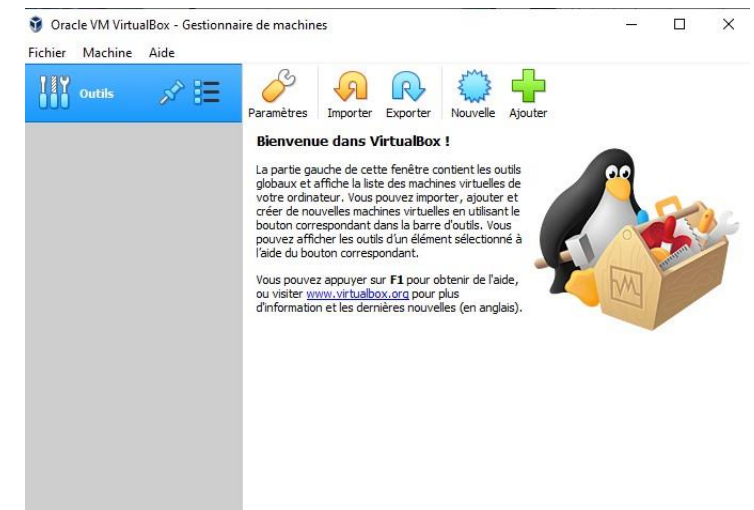 Oracle VM VirtualBox - Gestionnaire de machines
Fichier Machine Aide
Outils
Paramètres Importer Exporter Nouvelle Ajouter
Bienvenue dans VirtualBox !
La partie gauche de cette fenêtre contient les outils
globaux et affiche la liste des machines virtuelles de
votre ordinateur. Vous pouvez importer, ajouter et
créer de nouvelles machines virtuelles en utilisant le
bouton correspondant dans la barre d'outils. Vous
pouvez afficher les outils d'un élément sélectionné à
l'aide du bouton correspondant.
Vous pouvez appuyer sur F1 pour obtenir de l'aide,
ou visiter www.virtualbox.org pour plus
d'information et les dernières nouvelles (en anglais).